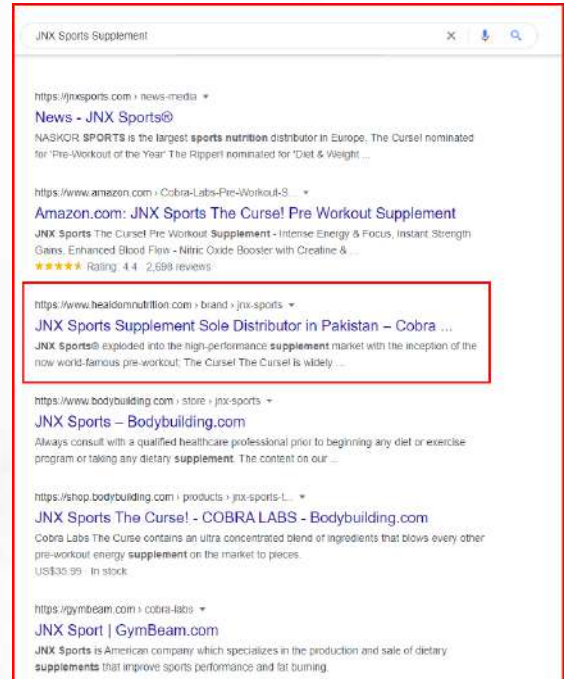 JNX Sports Supplement
https://jnxsports.com › news-media
News - JNX Sports®
NASKOR SPORTS is the largest sports nutrition distributor in Europe. The Curse! nominated
for 'Pre-Workout of the Year' The Ripper! nominated for 'Diet & Weight ...
https://www.amazon.com › Cobra-Labs-Pre-Workout-S...
Amazon.com: JNX Sports The Curse! Pre Workout Supplement
JNX Sports The Curse! Pre Workout Supplement - Intense Energy & Focus, Instant Strength
Gains, Enhanced Blood Flow - Nitric Oxide Booster with Creatine & ...
Rating: 4.4 · 2,698 reviews
https://www.healdomnutrition.com › brand › jnx-sports
JNX Sports Supplement Sole Distributor in Pakistan – Cobra ...
JNX Sports® exploded into the high-performance supplement market with the inception of the
now world-famous pre-workout; The Curse! The Curse! is widely ...
https://www.bodybuilding.com › store › jnx-sports
JNX Sports – Bodybuilding.com
Always consult with a qualified healthcare professional prior to beginning any diet or exercise
program or taking any dietary supplement. The content on our ...
https://shop.bodybuilding.com › products › jnx-sports-t...
JNX Sports The Curse! - COBRA LABS - Bodybuilding.com
Cobra Labs The Curse contains an ultra concentrated blend of ingredients that blows every other
pre-workout energy supplement on the market to pieces.
US$35.99 · In stock
https://gymbeam.com › cobra-labs
JNX Sport | GymBeam.com
JNX Sports is American company which specializes in the production and sale of dietary
supplements that improve sports performance and fat burning.